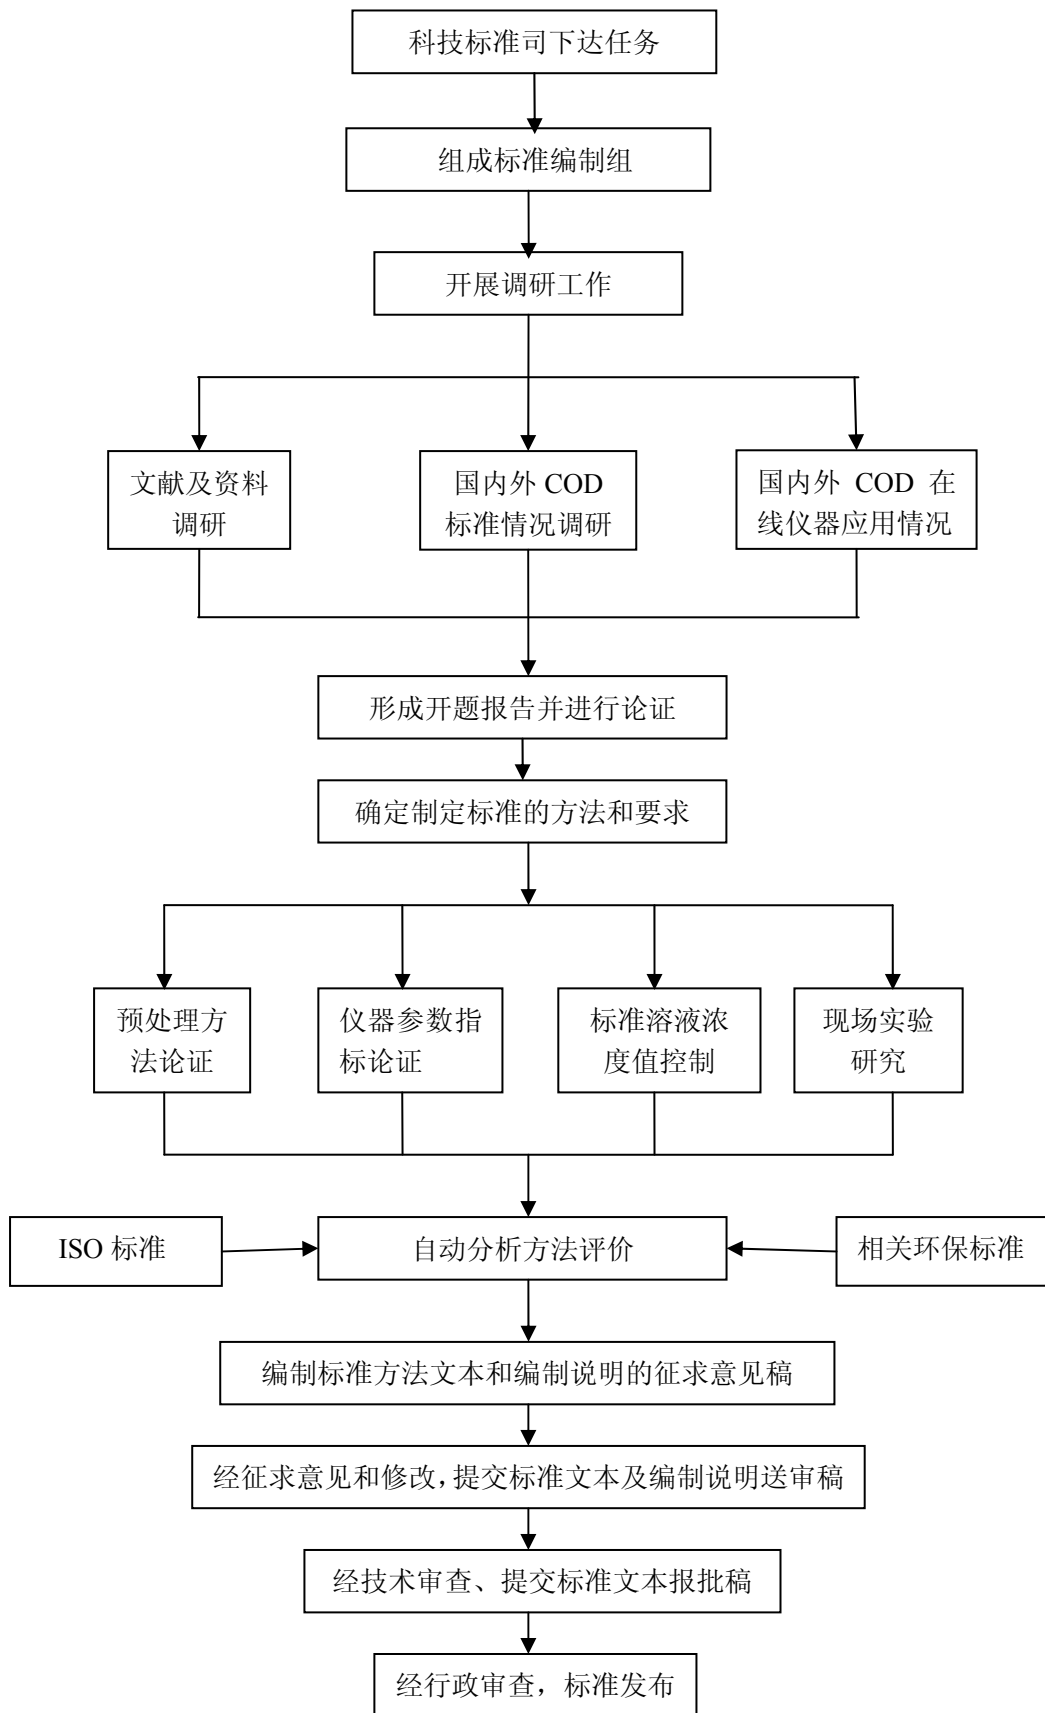 科技标准司下达任务
组成标准编制组
开展调研工作
文献及资料
调研
国内外 COD
标准情况调研
国内外 COD 在
线仪器应用情况
形成开题报告并进行论证
确定制定标准的方法和要求
预处理方
法论证
仪器参数指
标论证
标准溶液浓
度值控制
现场实验
研究
ISO 标准
自动分析方法评价
相关环保标准
编制标准方法文本和编制说明的征求意见稿
经征求意见和修改，提交标准文本及编制说明送审稿
经技术审查、提交标准文本报批稿
经行政审查，标准发布